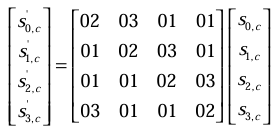 s'0,c 02 03 01 01 s0,c
s'1,c = 01 02 03 01 s1,c
s'2,c 01 01 02 03 s2,c
s'3,c 03 01 01 02 s3,c